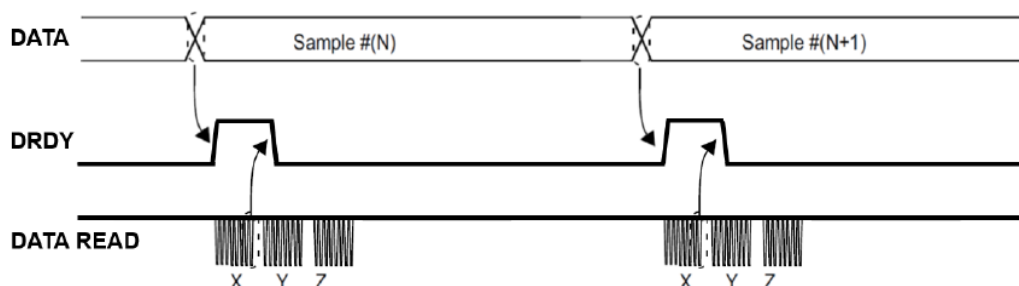 DATA
Sample #(N)
Sample #(N+1)
DRDY
DATA READ
X Y Z
X Y Z